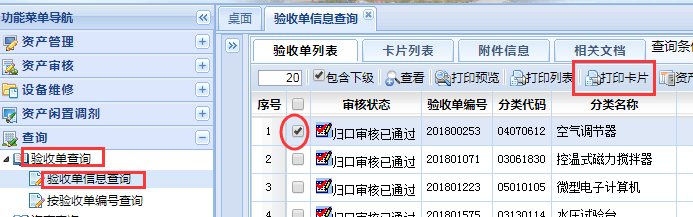 功能菜单导航
资产管理
资产审核
设备维修
资产闲置调剂
查询
验收单查询
验收单信息查询
按验收单编号查询
桌面 验收单信息查询
验收单列表 卡片列表 附件信息 相关文档 查询条件
20 包含下级 查看 打印预览 打印列表 打印卡片 资产
序号 审核状态 验收单编号 分类代码 分类名称
1 归口审核已通过 201800253 04070612 空气调节器
2 归口审核已通过 201801071 03061830 控温式磁力搅拌器
3 归口审核已通过 201801223 05010105 微型电子计算机
4 归口审核已通过 201801575 03130114 水压试验台